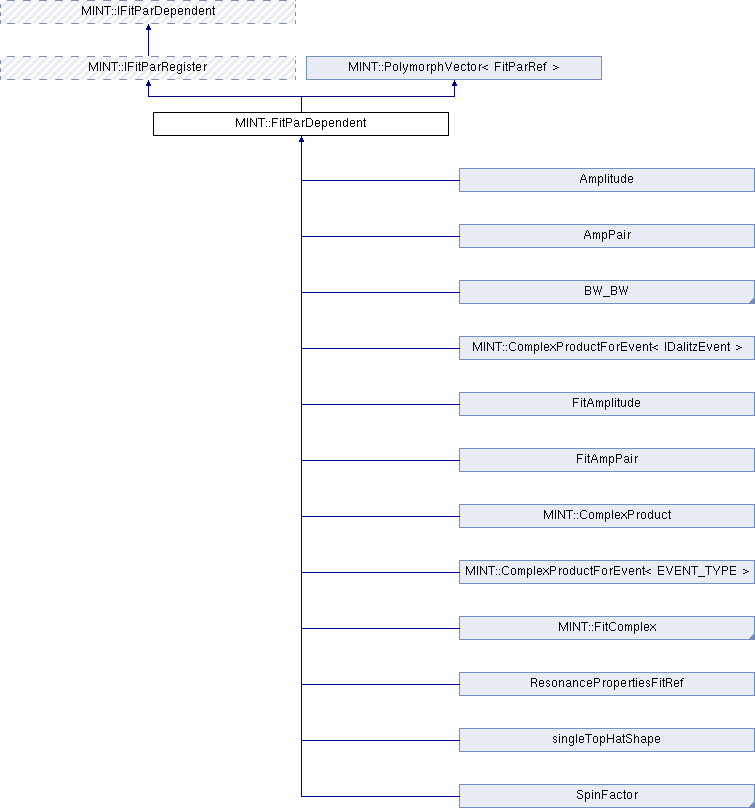 MINT::IFitParDependent
MINT::IFitParRegister
MINT::PolymorphVector< FitParRef >
MINT::FitParDependent
Amplitude
AmpPair
BW_BW
MINT::ComplexProductForEvent< IDalitzEvent >
FitAmplitude
FitAmpPair
MINT::ComplexProduct
MINT::ComplexProductForEvent< EVENT_TYPE >
MINT::FitComplex
ResonancePropertiesFitRef
singleTopHatShape
SpinFactor